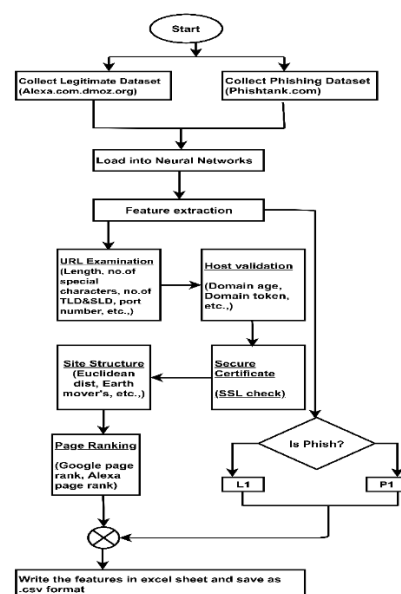 Start
Collect Legitimate Dataset
(Alexa.com.dmoz.org)
Collect Phishing Dataset
(Phishtank.com)
Load into Neural Networks
Feature extraction
URL Examination
(Length, no.of
special
characters, no.of
TLD&SLD, port
number, etc.,)
Host validation
(Domain age,
Domain token,
etc.,)
Site Structure
(Euclidean
dist, Earth
mover's, etc.,)
Secure
Certificate
(SSL check)
Page Ranking
(Google page
rank, Alexa
page rank)
Is Phish?
L1
P1
Write the features in excel sheet and save as
.csv format